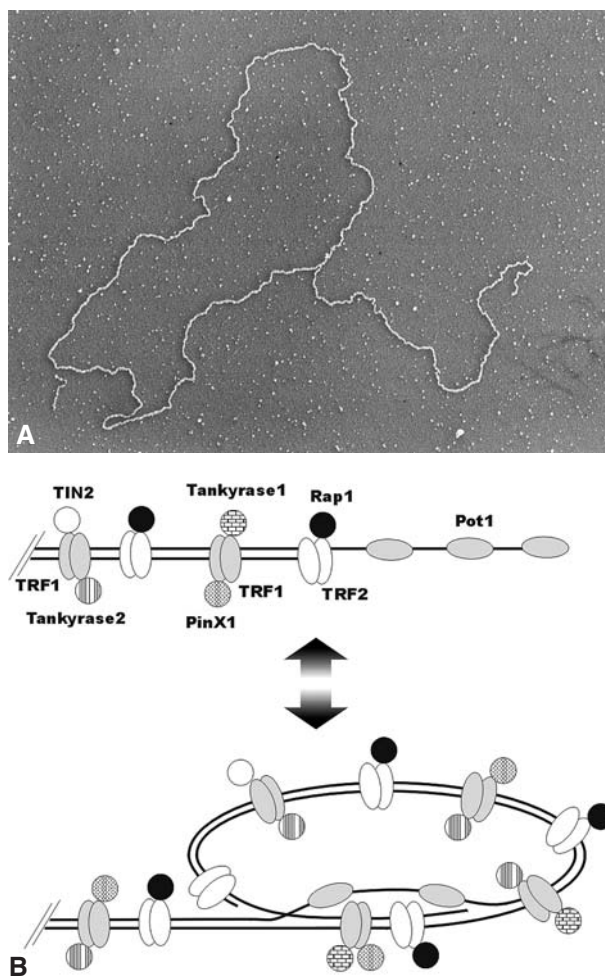 A
TIN2
Tankyrase1
Rap1
Pot1
TRF1
TRF1
TRF2
Tankyrase2
PinX1
B